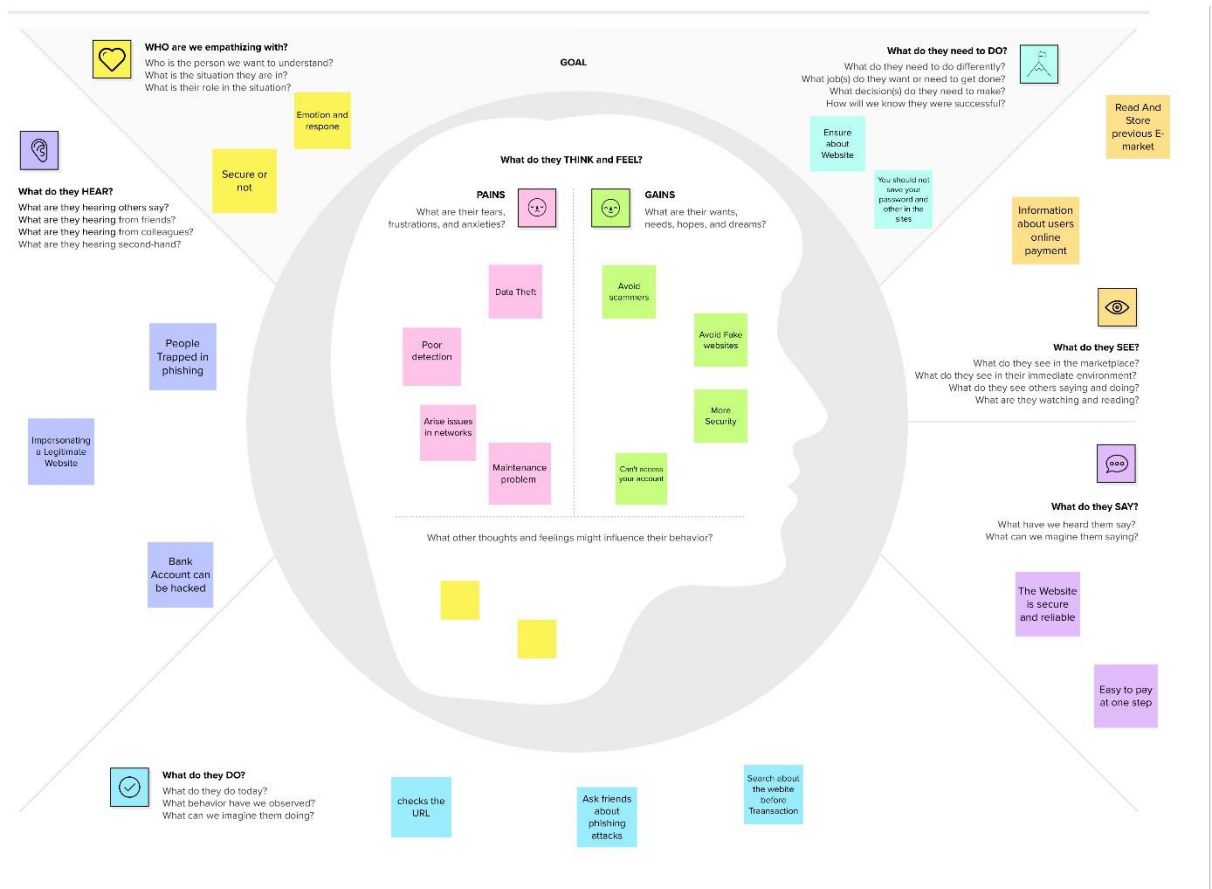 WHO are we empathizing with?
Who is the person we want to understand?
What is the situation they are in?
What is their role in the situation?
Emotion and
respone
Secure or
not
GOAL
What do they need to DO?
What do they need to do differently?
What job(s) do they want or need to get done?
What decision(s) do they need to make?
How will we know they were successful?
Ensure
about
Website
You should not
save your
password and
other in the
sites
Read And
Store
previous E-
market
Information
about users
online
payment
What do they HEAR?
What are they hearing others say?
What are they hearing from friends?
What are they hearing from colleagues?
What are they hearing second-hand?
People
Trapped in
phishing
Impersonating
a Legitimate
Website
Bank
Account can
be hacked
What do they THINK and FEEL?
PAINS
What are their fears,
frustrations, and anxieties?
GAINS
What are their wants,
needs, hopes, and dreams?
Data Theft
Poor
detection
Arise issues
in networks
Maintenance
problem
Avoid
scammers
Avoid Fake
websites
More
Security
Can't access
your account
What other thoughts and feelings might influence their behavior?
What do they SEE?
What do they see in the marketplace?
What do they see in their immediate environment?
What do they see others saying and doing?
What are they watching and reading?
What do they SAY?
What have we heard them say?
What can we magine them saying?
The Website
is secure
and reliable
Easy to pay
at one step
What do they DO?
What do they do today?
What behavior have we observed?
What can we imagine them doing?
checks the
URL
Ask friends
about
phishing
attacks
Search about
the webite
before
Traansaction